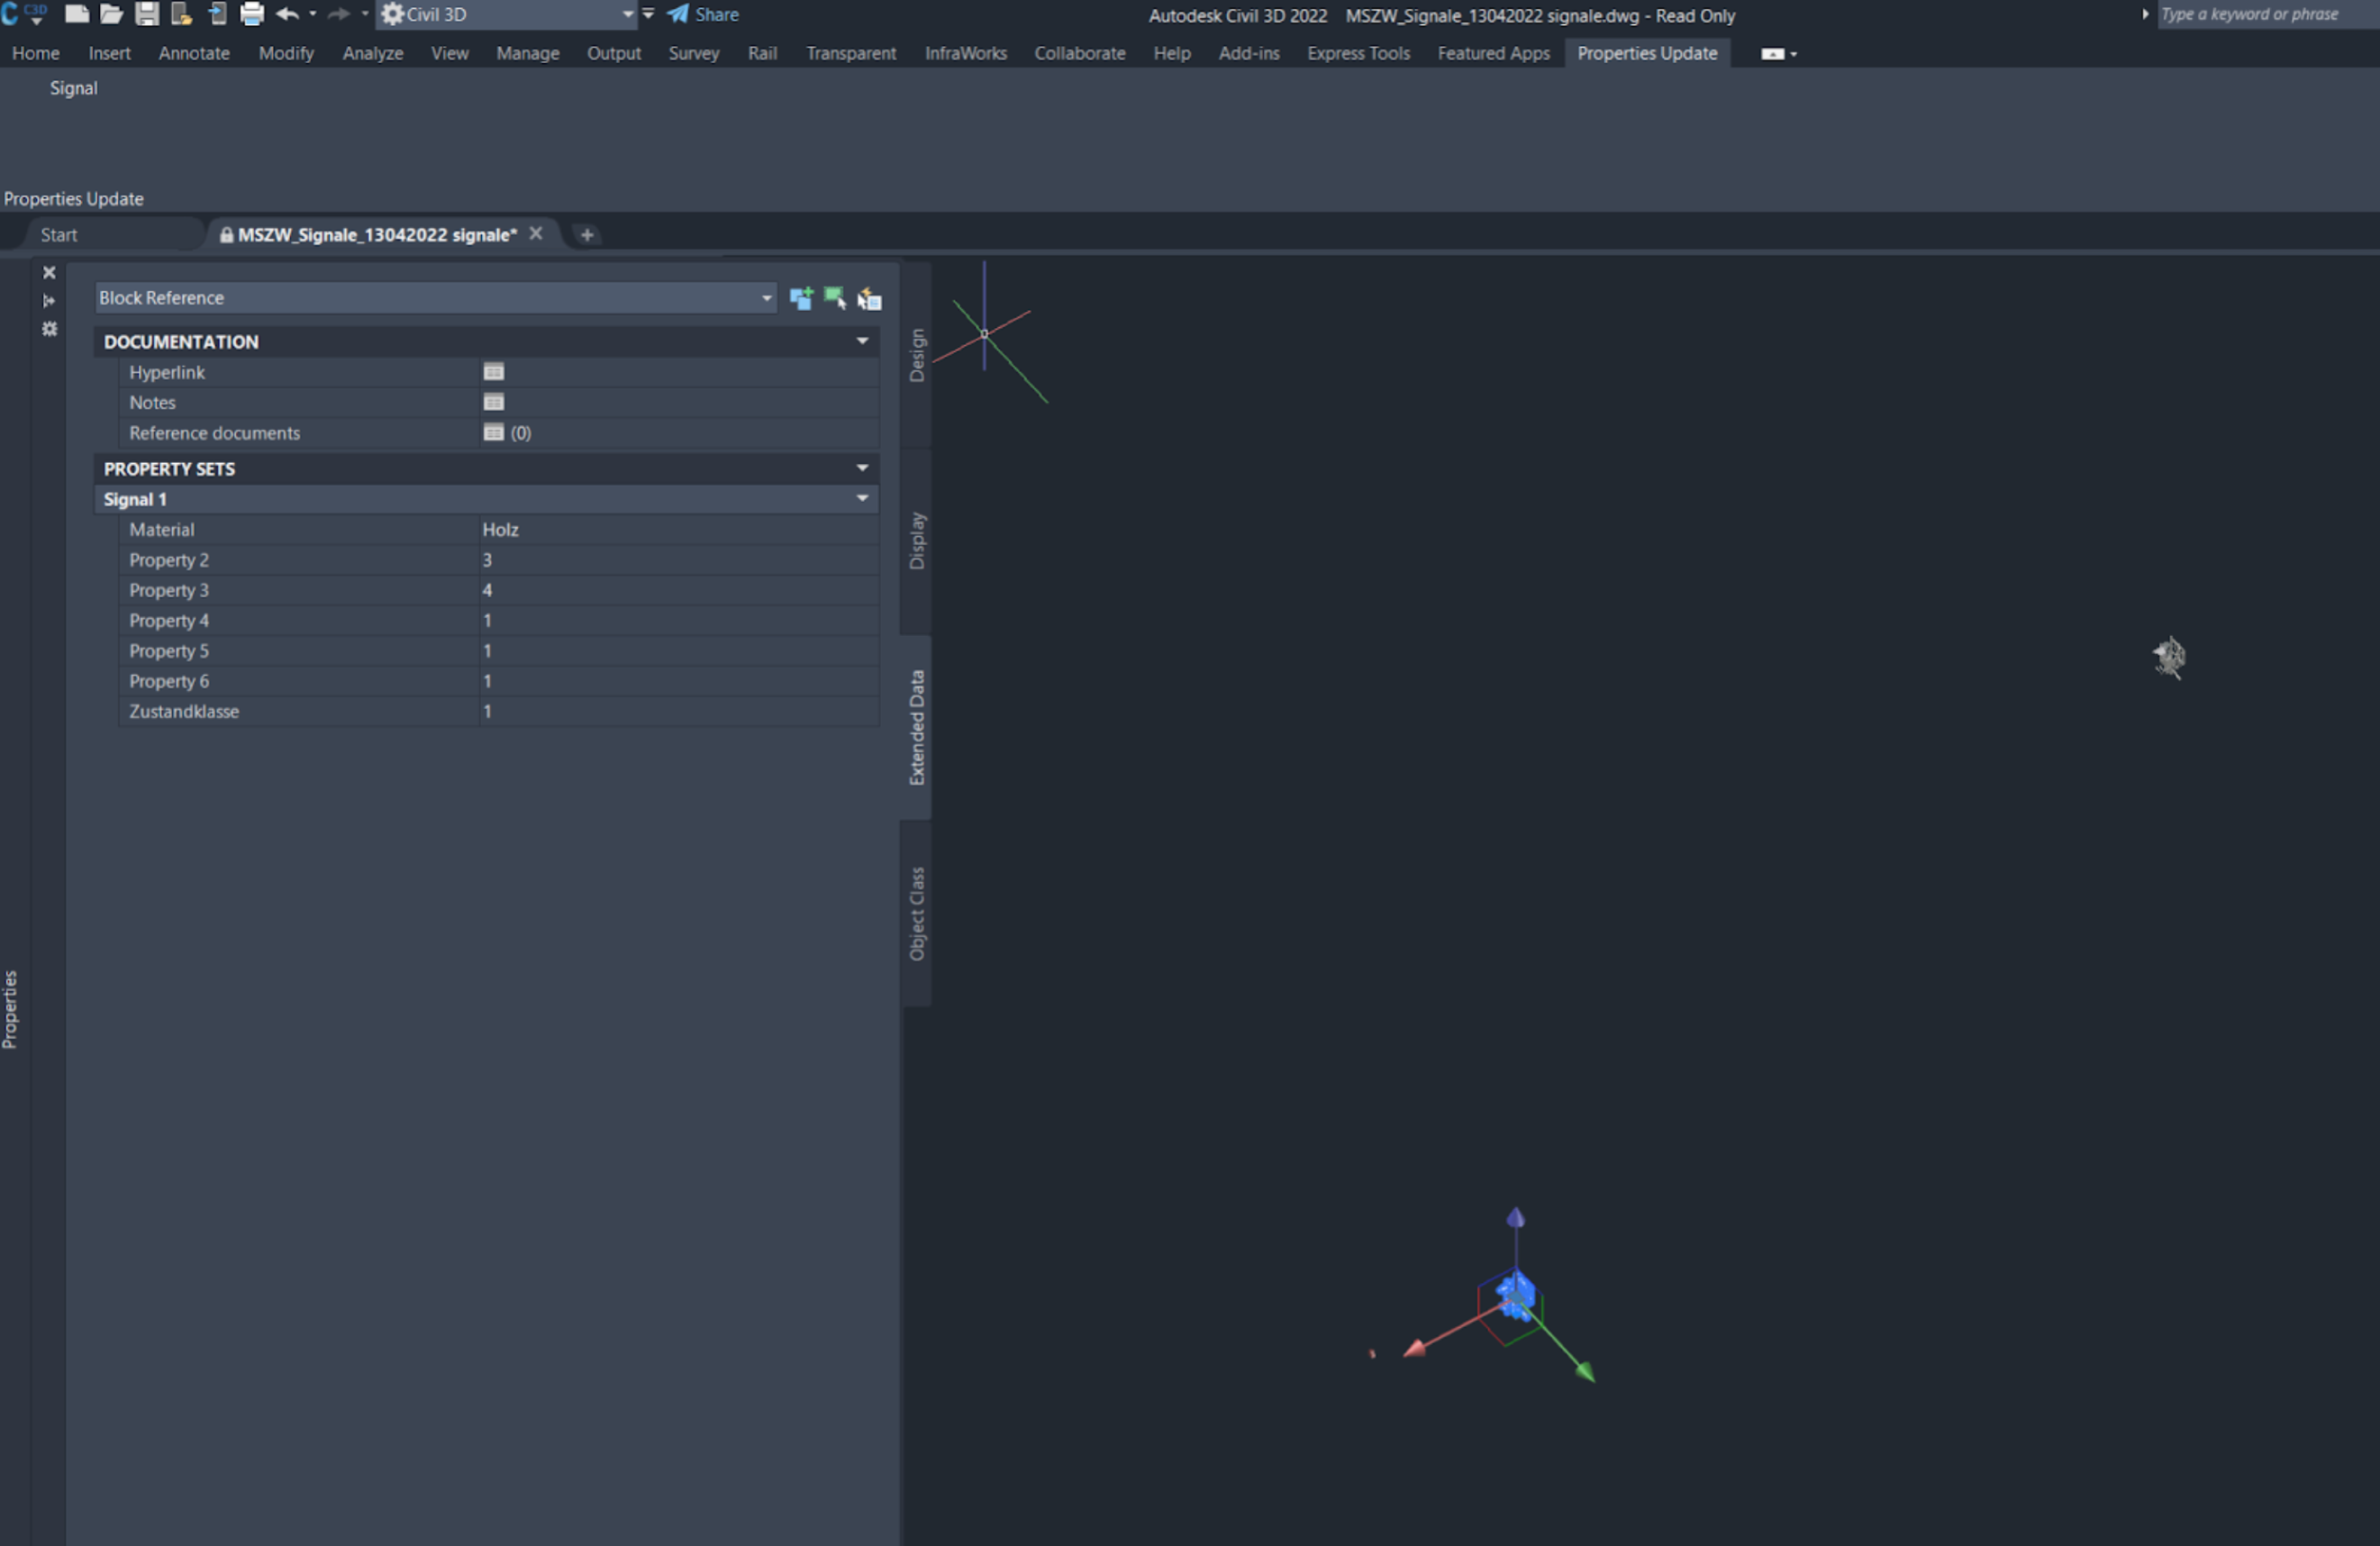 C3D Civil 3D Share Autodesk Civil 3D 2022 MSZW_Signale_13042022 signale.dwg - Read Only Type a keyword or phrase
Home Insert Annotate Modify Analyze View Manage Output Survey Rail Transparent InfraWorks Collaborate Help Add-ins Express Tools Featured Apps Properties Update
Signal
Properties Update
Start MSZW_Signale_13042022 signale*
Block Reference
DOCUMENTATION
Hyperlink
Notes
Reference documents (0)
PROPERTY SETS
Signal 1
Material Holz
Property 2 3
Property 3 4
Property 4 1
Property 5 1
Property 6 1
Zustandklasse 1
Design
Display
Extended Data
Object Class
Properties